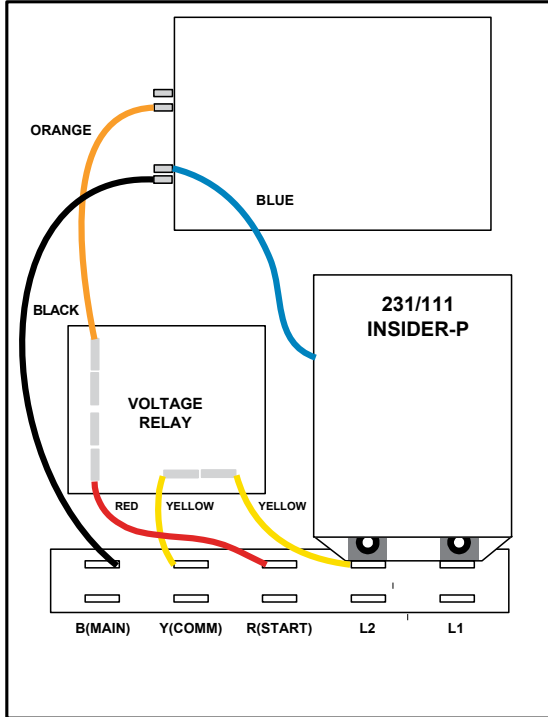 ORANGE
BLUE
BLACK
231/111
INSIDER-P
VOLTAGE
RELAY
RED YELLOW YELLOW
B(MAIN) Y(COMM) R(START) L2 L1